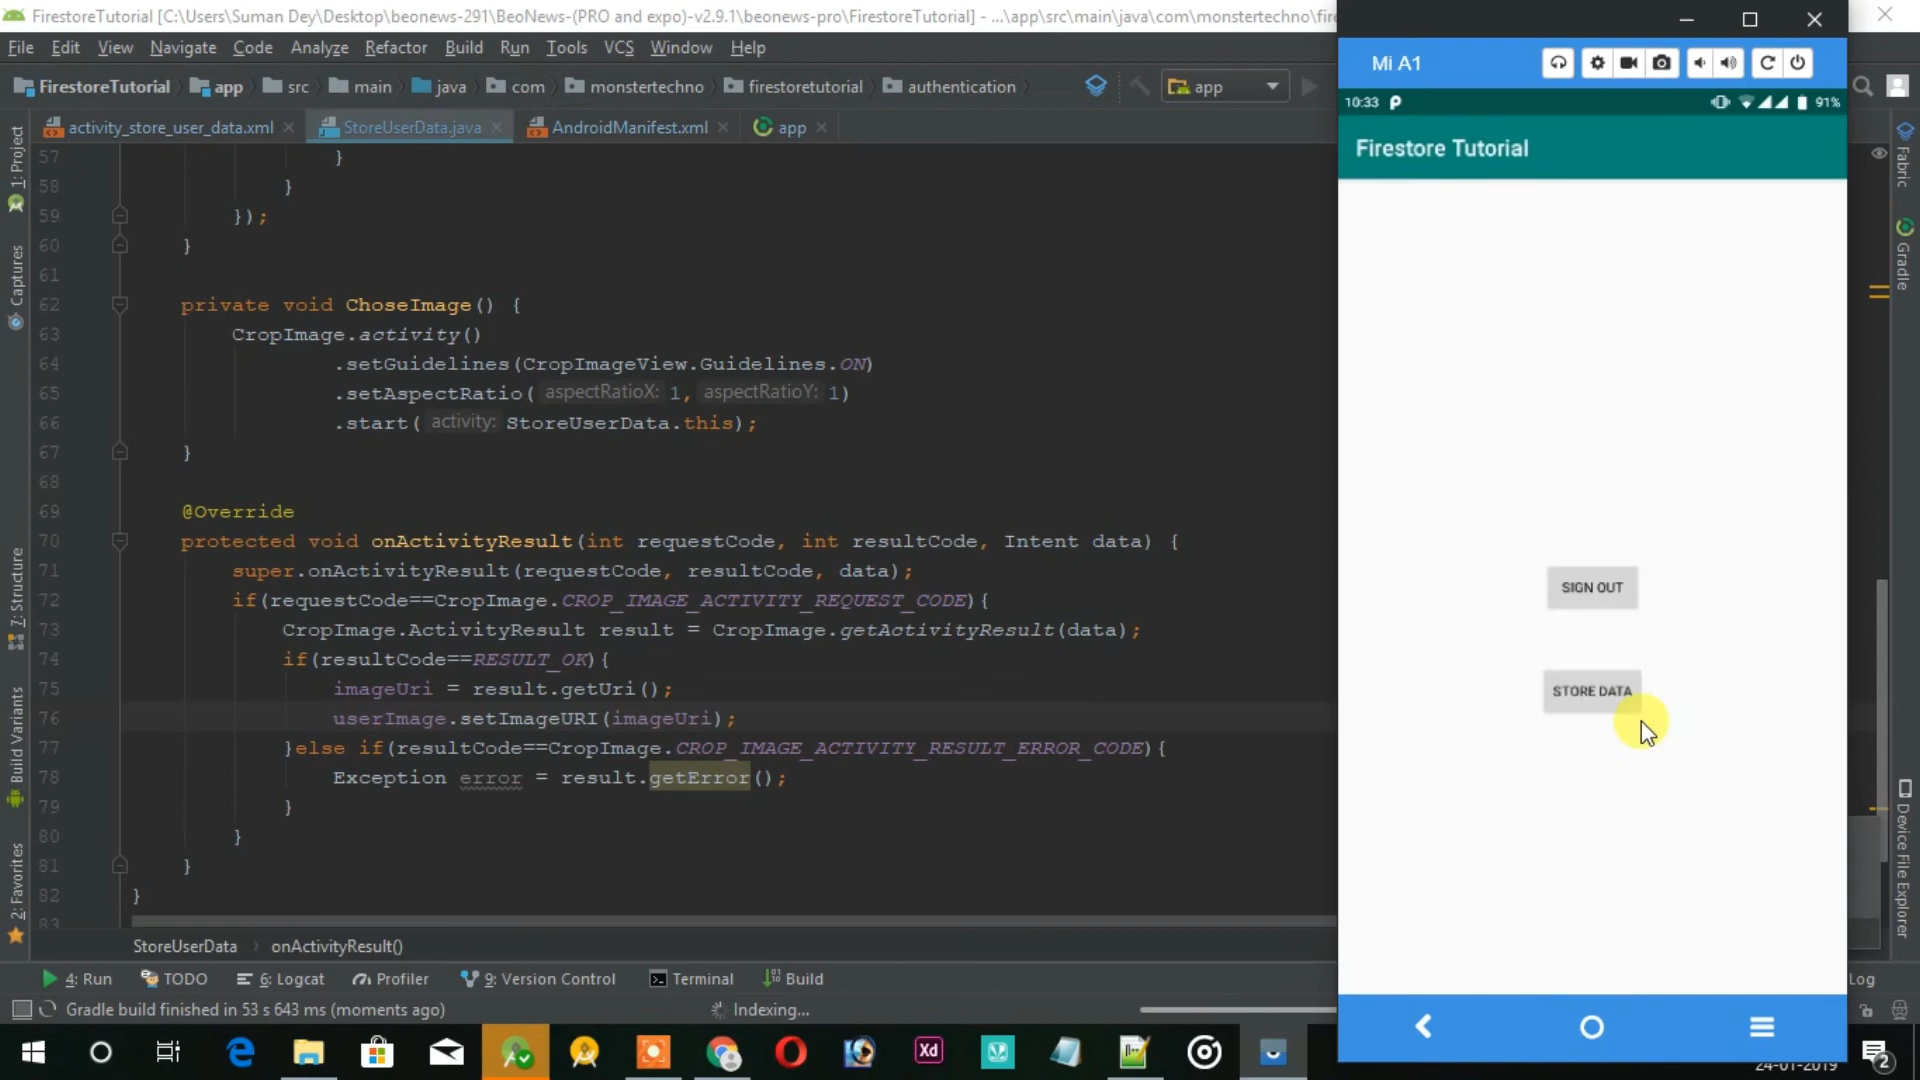 FirestoreTutorial [C:\Users\Suman Dey\Desktop\beonews-291\BeoNews-(PRO and expo)-v2.9.1\beonews-pro\FirestoreTutorial] - ...\app\src\main\java\com\monstertechno\fire
File Edit View Navigate Code Analyze Refactor Build Run Tools VCS Window Help
FirestoreTutorial app src main java com monstertechno firestoretutorial authentication app
activity_store_user_data.xml StoreUserData.java AndroidManifest.xml app
57 }
58 }
59 });
60 }
61
62 private void ChoseImage() {
63 CropImage.activity()
64 .setGuidelines(CropImageView.Guidelines.ON)
65 .setAspectRatio( aspectRatioX: 1, aspectRatioY: 1)
66 .start( activity: StoreUserData.this);
67 }
68
69 @Override
70 protected void onActivityResult(int requestCode, int resultCode, Intent data) {
71 super.onActivityResult(requestCode, resultCode, data);
72 if(requestCode==CropImage.CROP_IMAGE_ACTIVITY_REQUEST_CODE){
73 CropImage.ActivityResult result = CropImage.getActivityResult(data);
74 if(resultCode==RESULT_OK){
75 imageUri = result.getUri();
76 userImage.setImageURI(imageUri);
77 }else if(resultCode==CropImage.CROP_IMAGE_ACTIVITY_RESULT_ERROR_CODE){
78 Exception error = result.getError();
79 }
80 }
81 }
82 }
83
StoreUserData onActivityResult()
4: Run TODO 6: Logcat Profiler 9: Version Control Terminal Build
Log
Gradle build finished in 53 s 643 ms (moments ago) Indexing...
1: Project
Captures
7: Structure
Build Variants
2: Favorites
Mi A1
10:33 91%
Firestore Tutorial
SIGN OUT
STORE DATA
Fabric
Gradle
Device File Explorer
Xd
24-01-2019
2